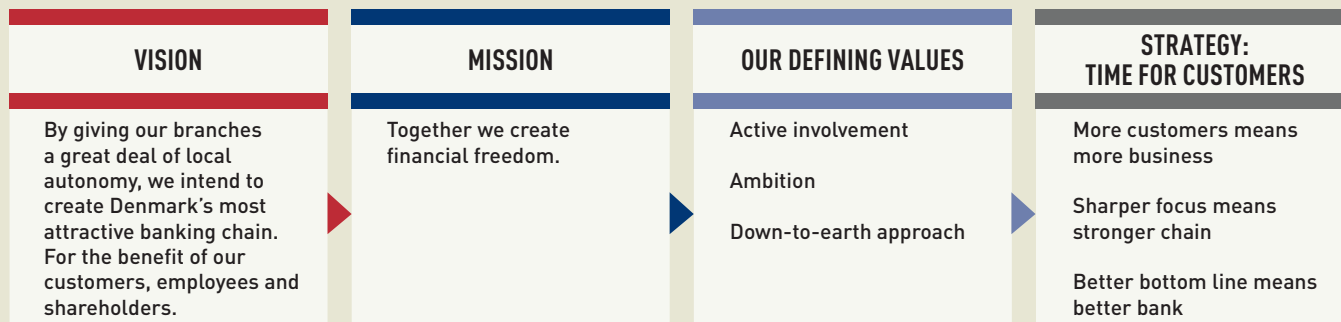 VISION
By giving our branches
a great deal of local
autonomy, we intend to
create Denmark's most
attractive banking chain.
For the benefit of our
customers, employees and
shareholders.
MISSION
Together we create
financial freedom.
OUR DEFINING VALUES
Active involvement
Ambition
Down-to-earth approach
STRATEGY:
TIME FOR CUSTOMERS
More customers means
more business
Sharper focus means
stronger chain
Better bottom line means
better bank